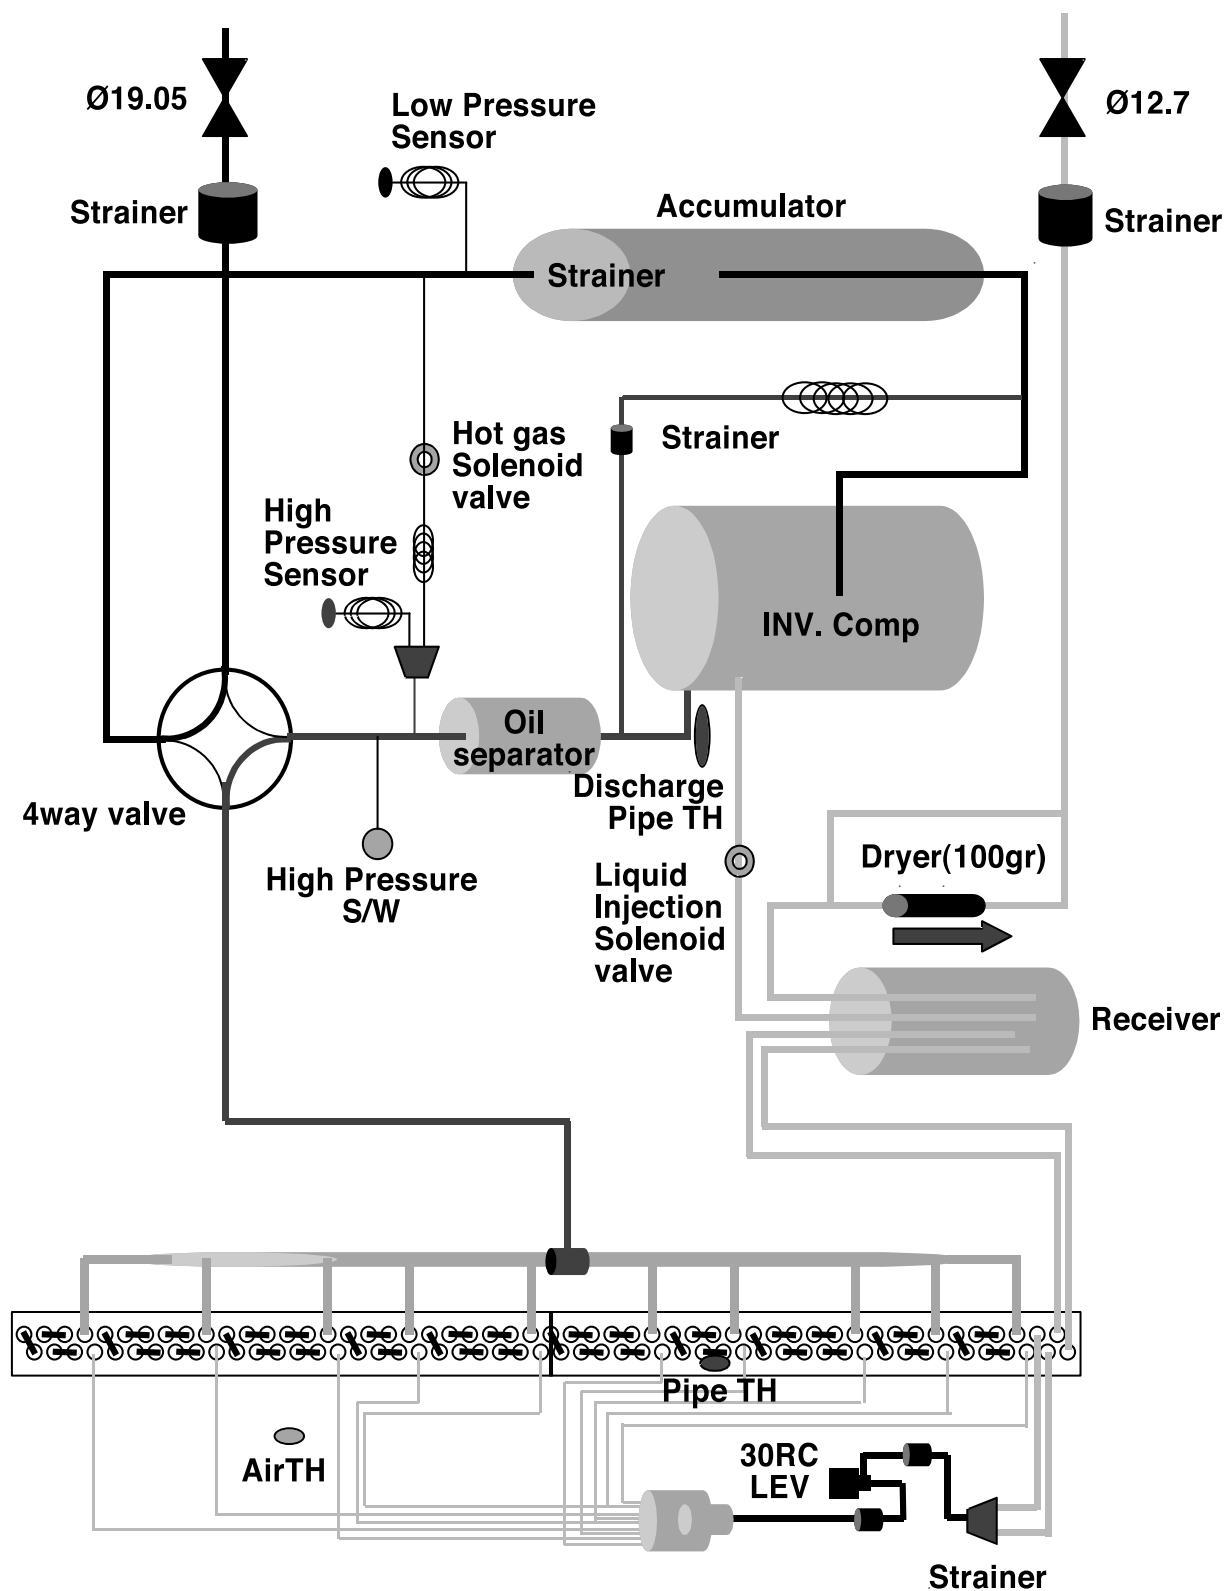 Ø19.05
Low Pressure
Sensor
Ø12.7
Strainer
Accumulator
Strainer
Strainer
Hot gas
Solenoid
valve
Strainer
High
Pressure
Sensor
INV. Comp
Oil
separator
4way valve
Discharge
Pipe TH
High Pressure
S/W
Liquid
Injection
Solenoid
valve
Dryer(100gr)
Receiver
Pipe TH
AirTH
30RC
LEV
Strainer